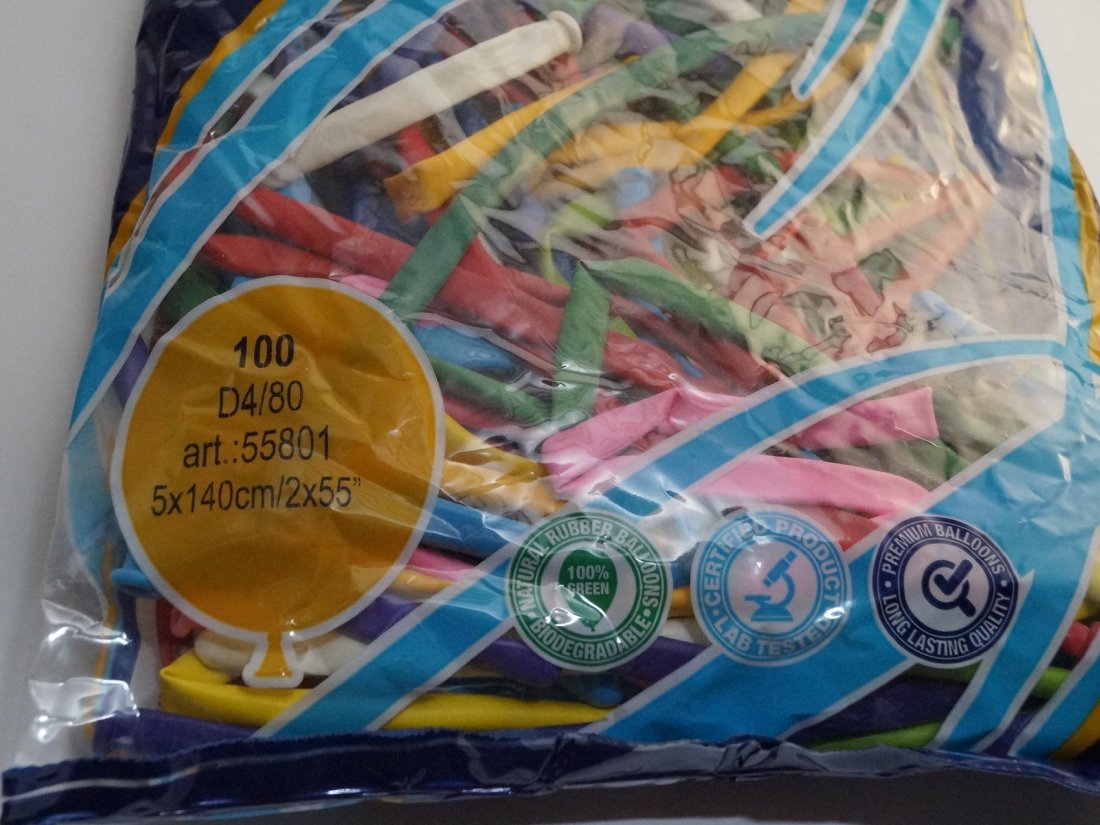 100
D4/80
art.:55801
5x140cm/2x55"
NATURAL RUBBER BALLOONS
100%
GREEN
BIODEGRADABLE
CERTIFIED PRODUCT
LAB TESTED
PREMIUM BALLOONS
LONG LASTING QUALITY